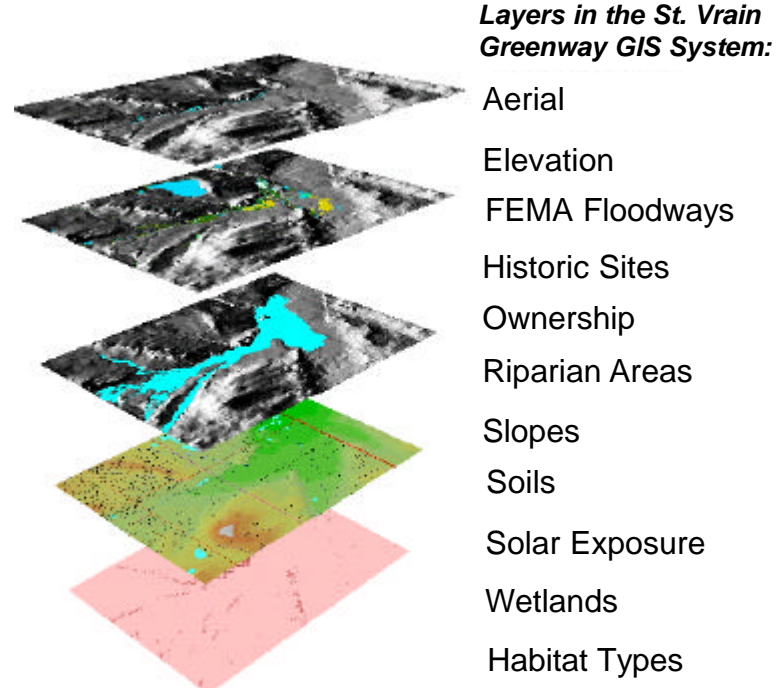 Layers in the St. Vrain
Greenway GIS System:
Aerial
Elevation
FEMA Floodways
Historic Sites
Ownership
Riparian Areas
Slopes
Soils
Solar Exposure
Wetlands
Habitat Types